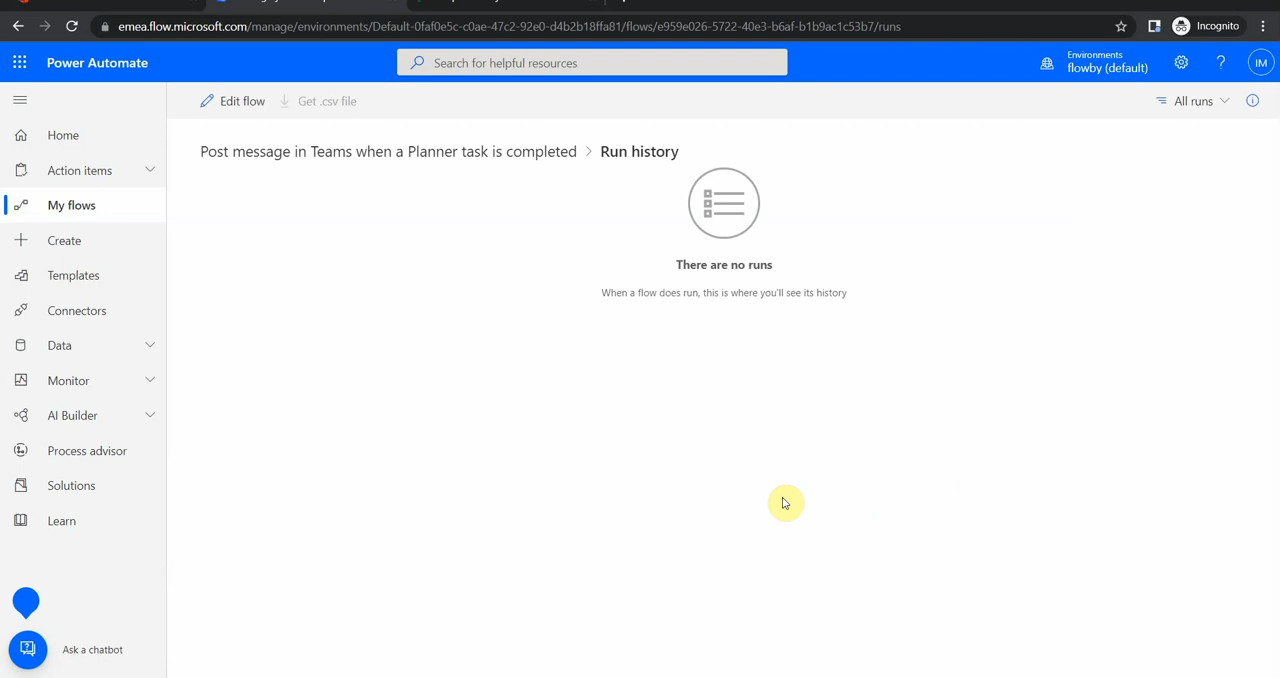 emea.flow.microsoft.com/manage/environments/Default-0faf0e5c-c0ae-47c2-92e0-d4b2b18ffa81/flows/e959e026-5722-40e3-b6af-b1b9ac1c53b7/runs
Incognito
Power Automate
Search for helpful resources
Environments
flowby (default)
?
IM
Edit flow
Get .csv file
All runs
Home
Action items
My flows
Create
Templates
Connectors
Data
Monitor
AI Builder
Process advisor
Solutions
Learn
Ask a chatbot
Post message in Teams when a Planner task is completed > Run history
There are no runs
When a flow does run, this is where you'll see its history